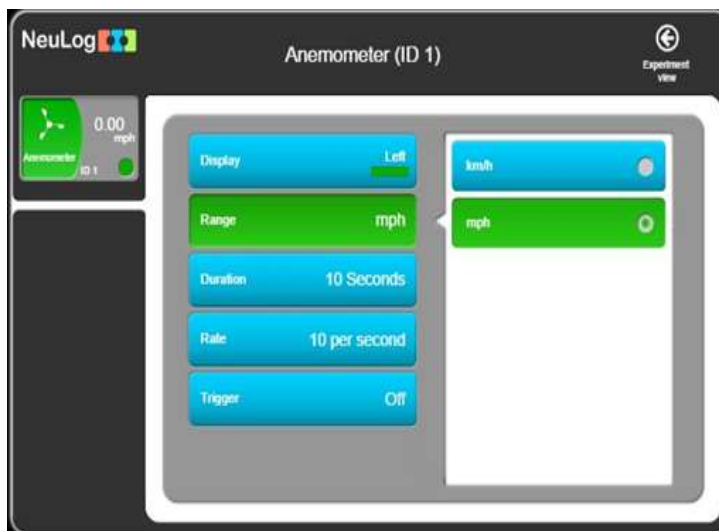 NeuLog
Anemometer (ID 1)
Experiment
view
0.00
mph
Anemometer
ID 1
Display Left
Range mph
Duration 10 Seconds
Rate 10 per second
Trigger Off
km/h
mph